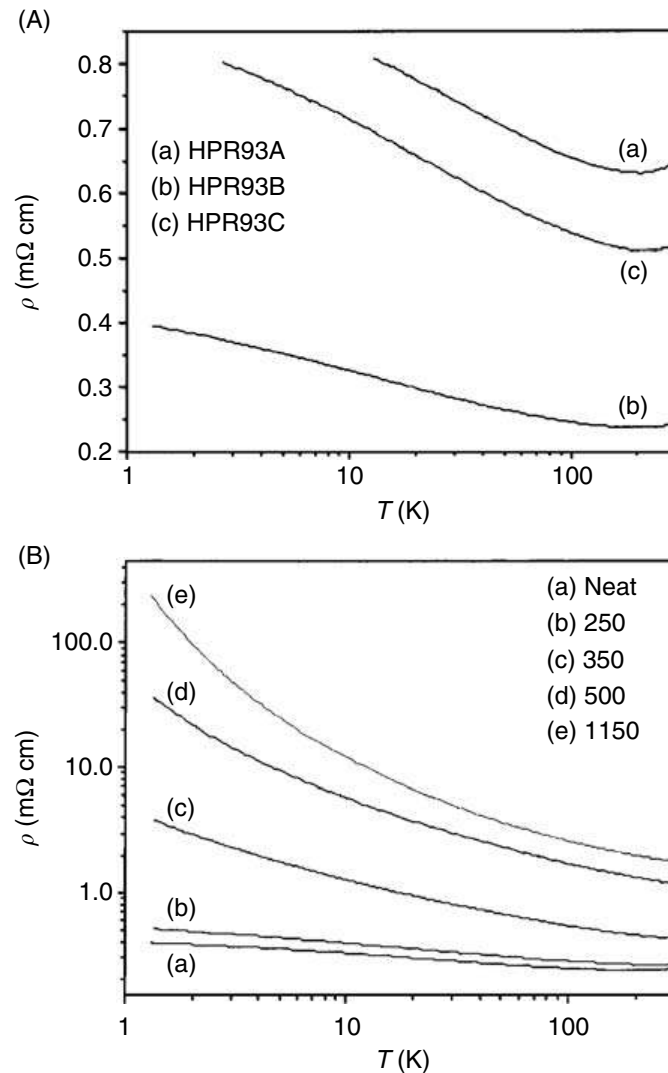 (A)
0.8
0.7
0.6
0.5
0.4
0.3
0.2
ρ (mΩ cm)
(a) HPR93A
(b) HPR93B
(c) HPR93C
(a)
(c)
(b)
1
10
100
T (K)
(B)
100.0
10.0
1.0
ρ (mΩ cm)
(e)
(d)
(c)
(b)
(a)
(a) Neat
(b) 250
(c) 350
(d) 500
(e) 1150
1
10
100
T (K)